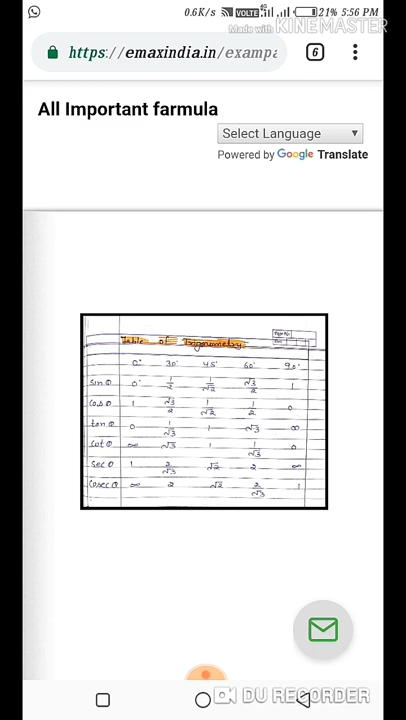 0.6K/s VOLTE 4G 21% 5:56 PM
Made with KINEMASTER
https://emaxindia.in/exampa 6
All Important farmula
Select Language ▼
Powered by Google Translate
Table of Trigonometry
0° 30° 45° 60° 90°
sin θ 0° 1/2 1/√2 √3/2 1
cos θ 1 √3/2 1/√2 1/2 0
tan θ 0 1/√3 1 √3 ∞
cot θ ∞ √3 1 1/√3 0
sec θ 1 2/√3 √2 2 ∞
cosec θ ∞ 2 √2 2/√3 1
DU RECORDER